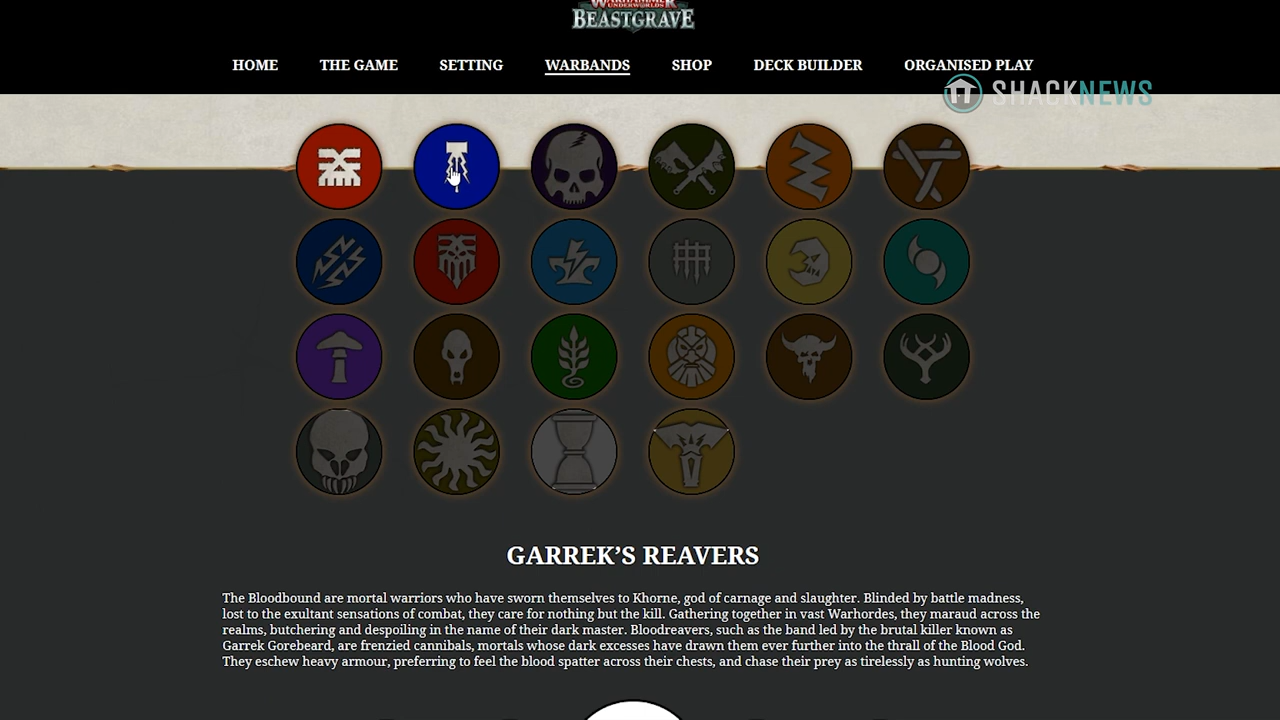 WARHAMMER
UNDERWORLDS
BEASTGRAVE
HOME THE GAME SETTING WARBANDS SHOP DECK BUILDER ORGANISED PLAY
SHACKNEWS
GARREK'S REAVERS
The Bloodbound are mortal warriors who have sworn themselves to Khorne, god of carnage and slaughter. Blinded by battle madness,
lost to the exultant sensations of combat, they care for nothing but the kill. Gathering together in vast Warhordes, they maraud across the
realms, butchering and despoiling in the name of their dark master. Bloodreavers, such as the band led by the brutal killer known as
Garrek Gorebeard, are frenzied cannibals, mortals whose dark excesses have drawn them ever further into the thrall of the Blood God.
They eschew heavy armour, preferring to feel the blood spatter across their chests, and chase their prey as tirelessly as hunting wolves.